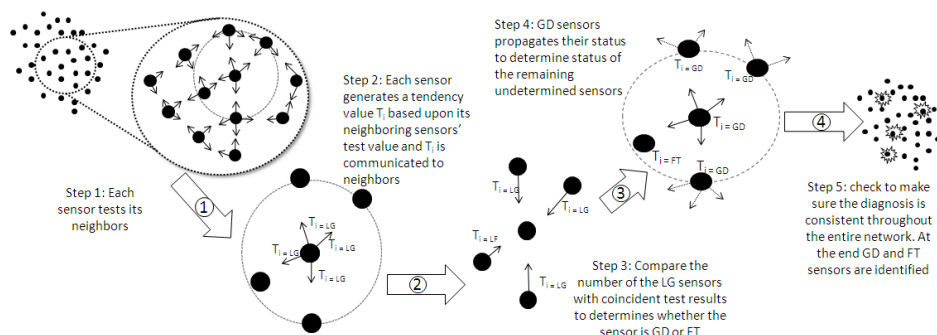 Step 1: Each
sensor tests its
neighbors
①
Step 2: Each sensor
generates a tendency
value Ti based upon its
neighboring sensors'
test value and Ti is
communicated to
neighbors
Ti = LG
Ti = LG
Ti = LG
Ti = LG
②
Ti = LG
Ti = LG
Ti = LF
Ti = LG
Step 3: Compare the
number of the LG sensors
with coincident test results
to determines whether the
sensor is GD or FT
③
Step 4: GD sensors
propagates their status
to determine status of
the remaining
undetermined sensors
Ti = GD
Ti = GD
Ti = GD
Ti = FT
Ti = GD
④
Step 5: check to make
sure the diagnosis is
consistent throughout
the entire network. At
the end GD and FT
sensors are identified